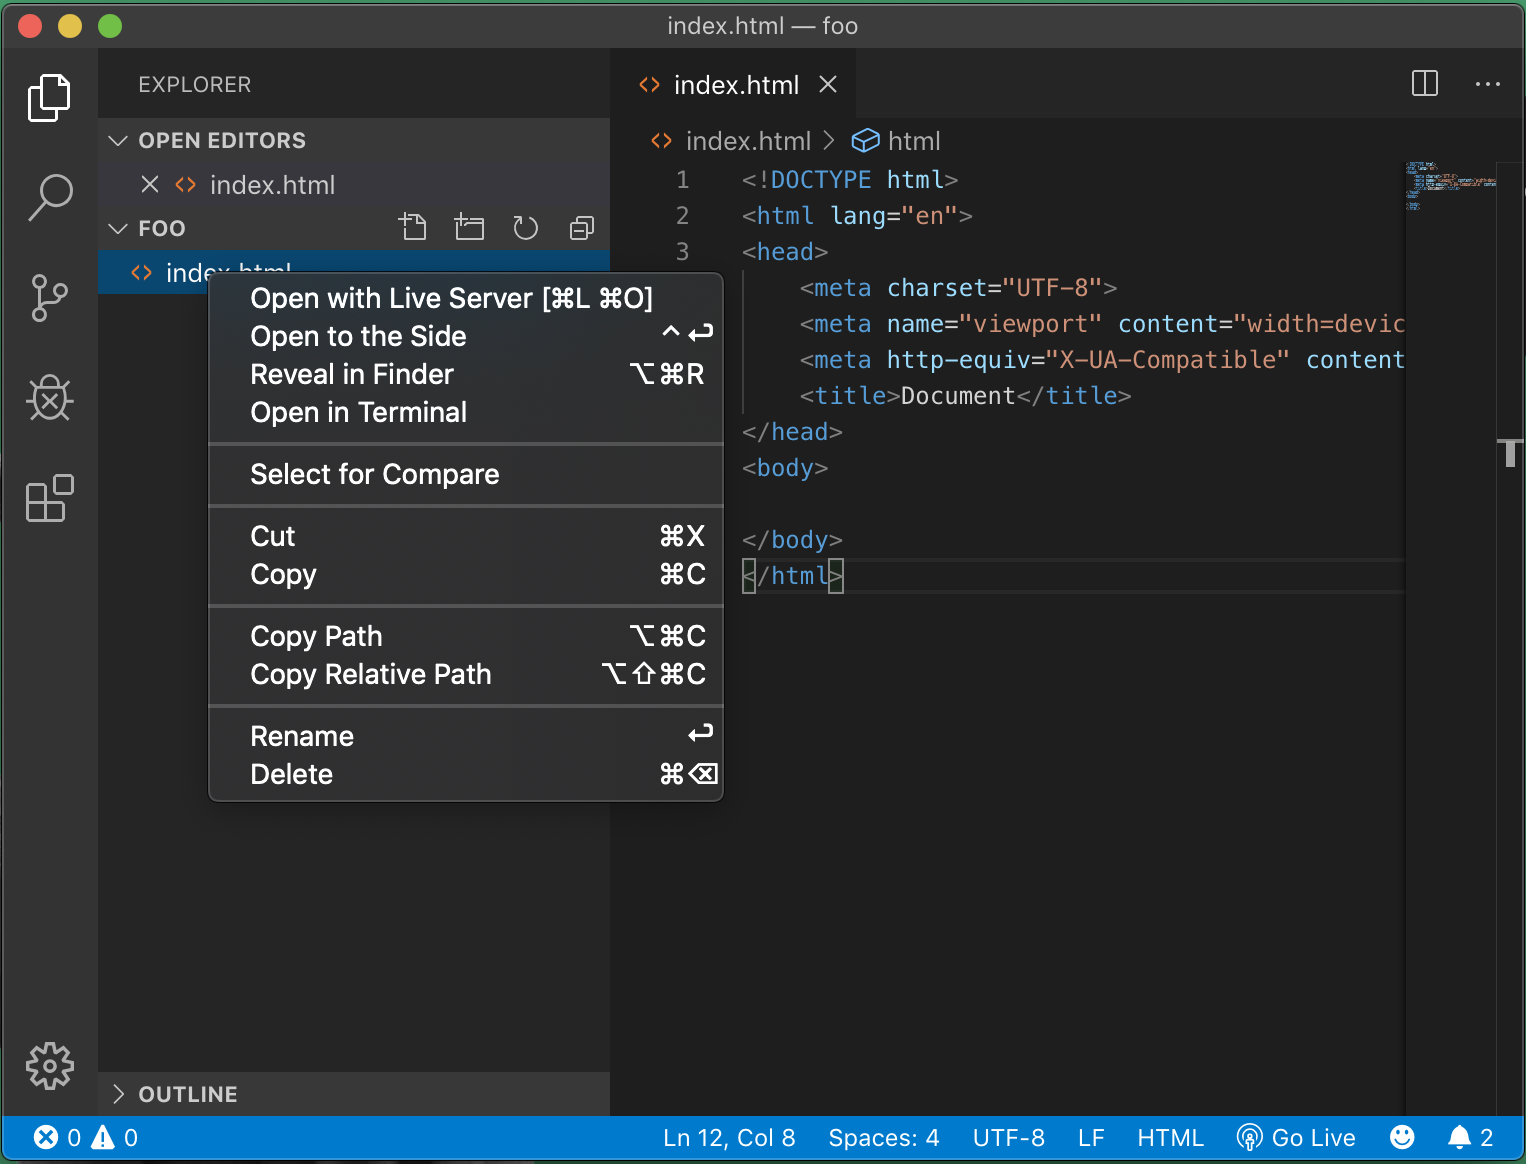 index.html — foo
EXPLORER
OPEN EDITORS
index.html
FOO
index.html
Open with Live Server [⌘L ⌘O]
Open to the Side ^↩
Reveal in Finder ⌥⌘R
Open in Terminal
Select for Compare
Cut ⌘X
Copy ⌘C
Copy Path ⌥⌘C
Copy Relative Path ⌥⇧⌘C
Rename ↩
Delete ⌘⌫
OUTLINE
index.html
index.html > html
1 <!DOCTYPE html>
2 <html lang="en">
3 <head>
<meta charset="UTF-8">
<meta name="viewport" content="width=devic
<meta http-equiv="X-UA-Compatible" content
<title>Document</title>
</head>
<body>
</body>
</html>
0 0 Ln 12, Col 8 Spaces: 4 UTF-8 LF HTML Go Live 2